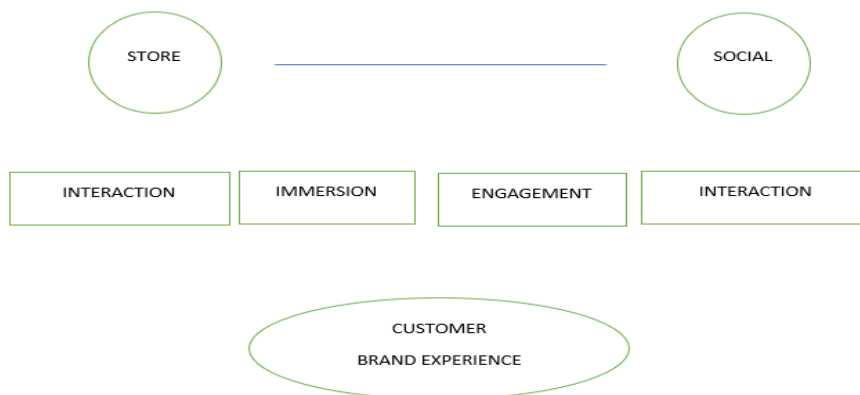 STORE
SOCIAL
INTERACTION
IMMERSION
ENGAGEMENT
INTERACTION
CUSTOMER
BRAND EXPERIENCE